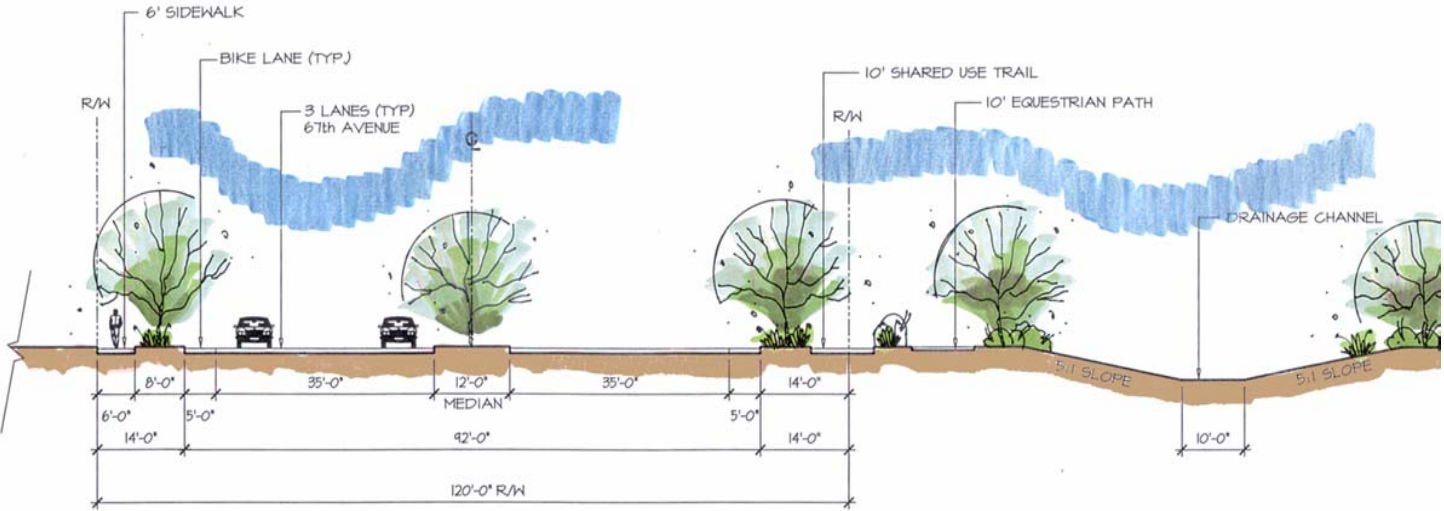 6' SIDEWALK
BIKE LANE (TYP.)
R/W
3 LANES (TYP)
67th AVENUE
℄
10' SHARED USE TRAIL
R/W
10' EQUESTRIAN PATH
DRAINAGE CHANNEL
5:1 SLOPE
5:1 SLOPE
8'-0"
35'-0"
12'-0"
35'-0"
14'-0"
MEDIAN
6'-0"
5'-0"
5'-0"
14'-0"
92'-0"
14'-0"
10'-0"
120'-0" R/W